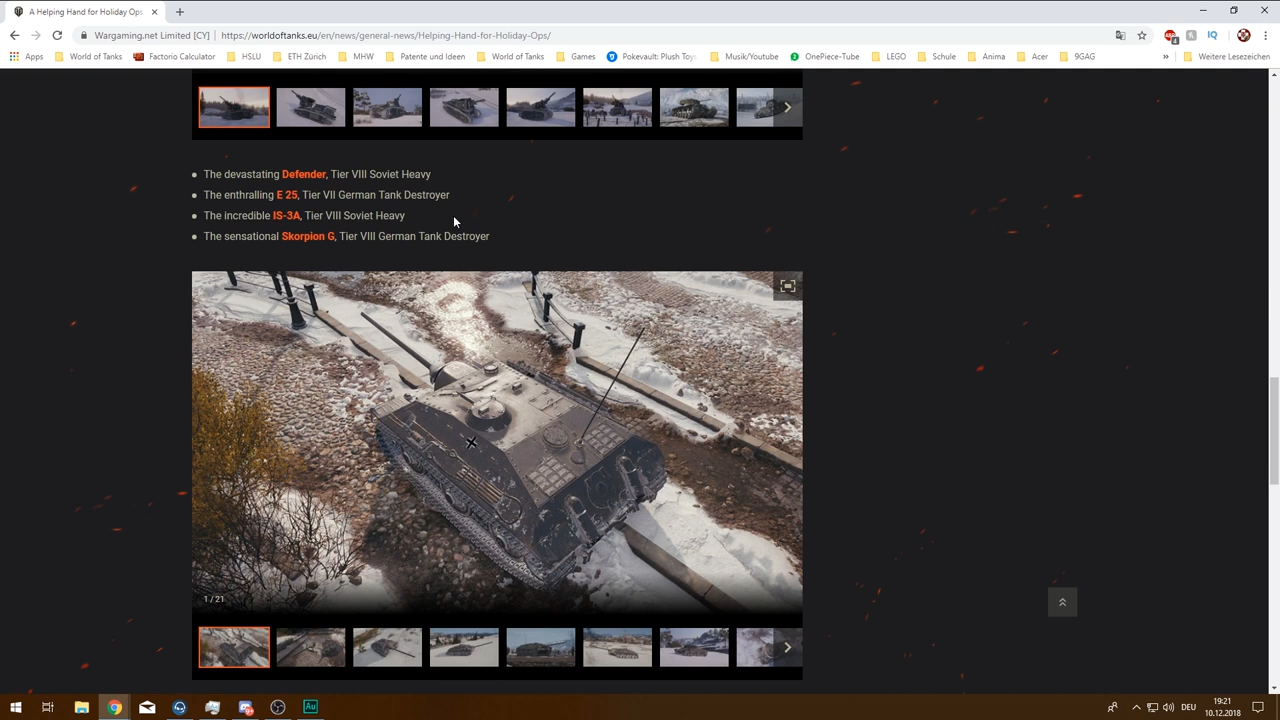 A Helping Hand for Holiday Ops
Wargaming.net Limited [CY] | https://worldoftanks.eu/en/news/general-news/Helping-Hand-for-Holiday-Ops/
Apps World of Tanks Factorio Calculator HSLU ETH Zürich MHW Patente und Ideen World of Tanks Games Pokevault: Plush Toys Musik/Youtube OnePiece-Tube LEGO Schule Anima Acer 9GAG » Weitere Lesezeichen
The devastating Defender, Tier VIII Soviet Heavy
The enthralling E 25, Tier VII German Tank Destroyer
The incredible IS-3A, Tier VIII Soviet Heavy
The sensational Skorpion G, Tier VIII German Tank Destroyer
1 / 21
Au
DEU
19:21
10.12.2018